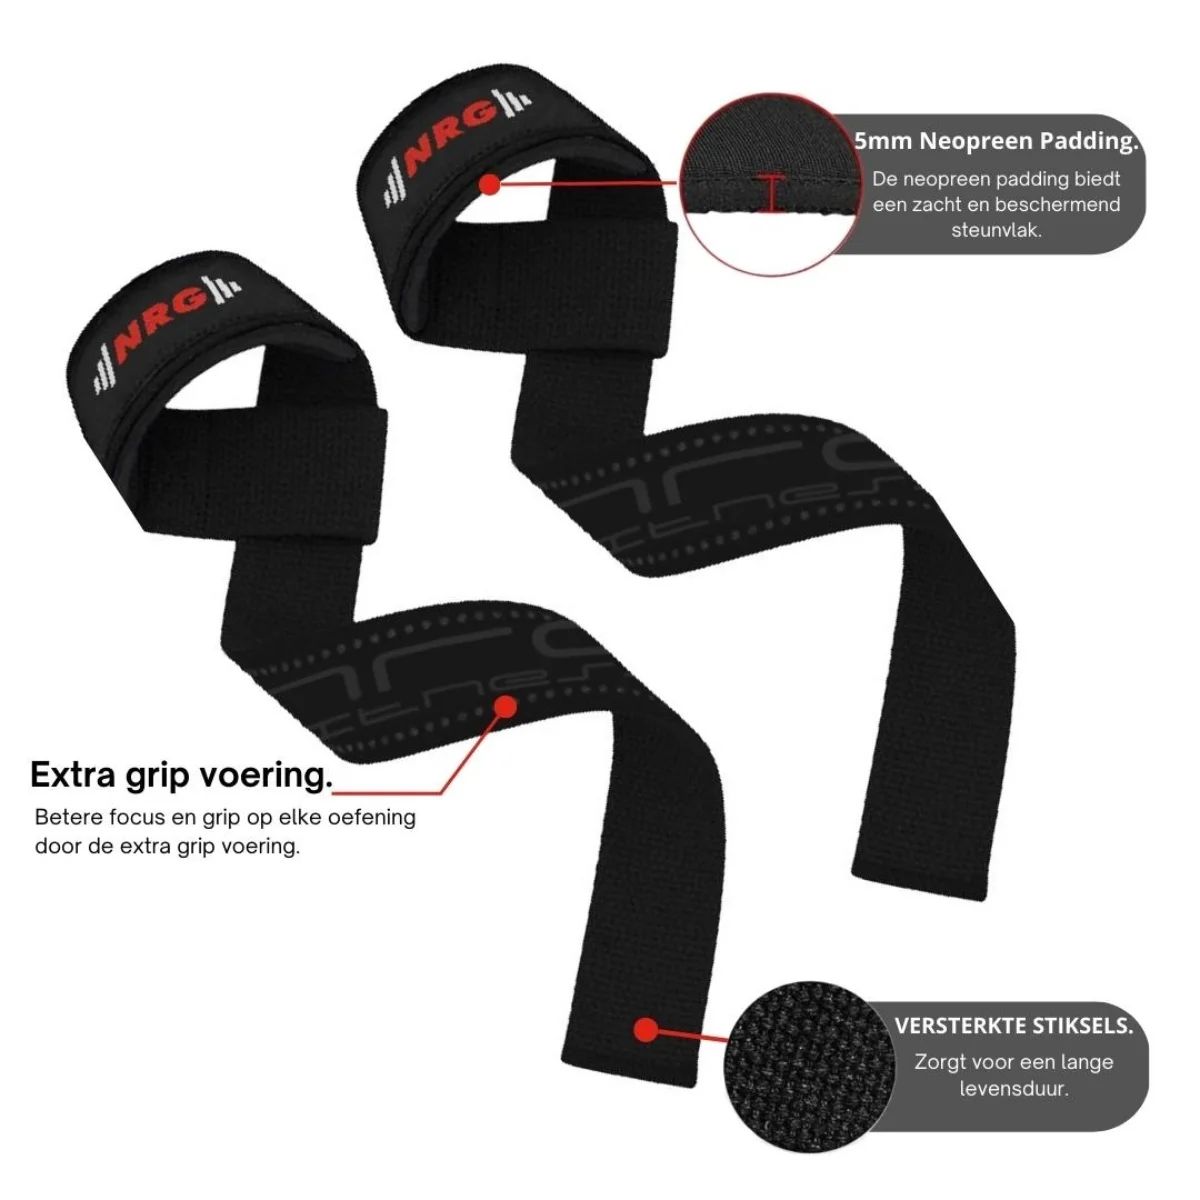 NRG
5mm Neopreen Padding.
De neopreen padding biedt
een zacht en beschermend
steunvlak.
NRG
Extra grip voering.
Betere focus en grip op elke oefening
door de extra grip voering.
VERSTERKTE STIKSELS.
Zorgt voor een lange
levensduur.